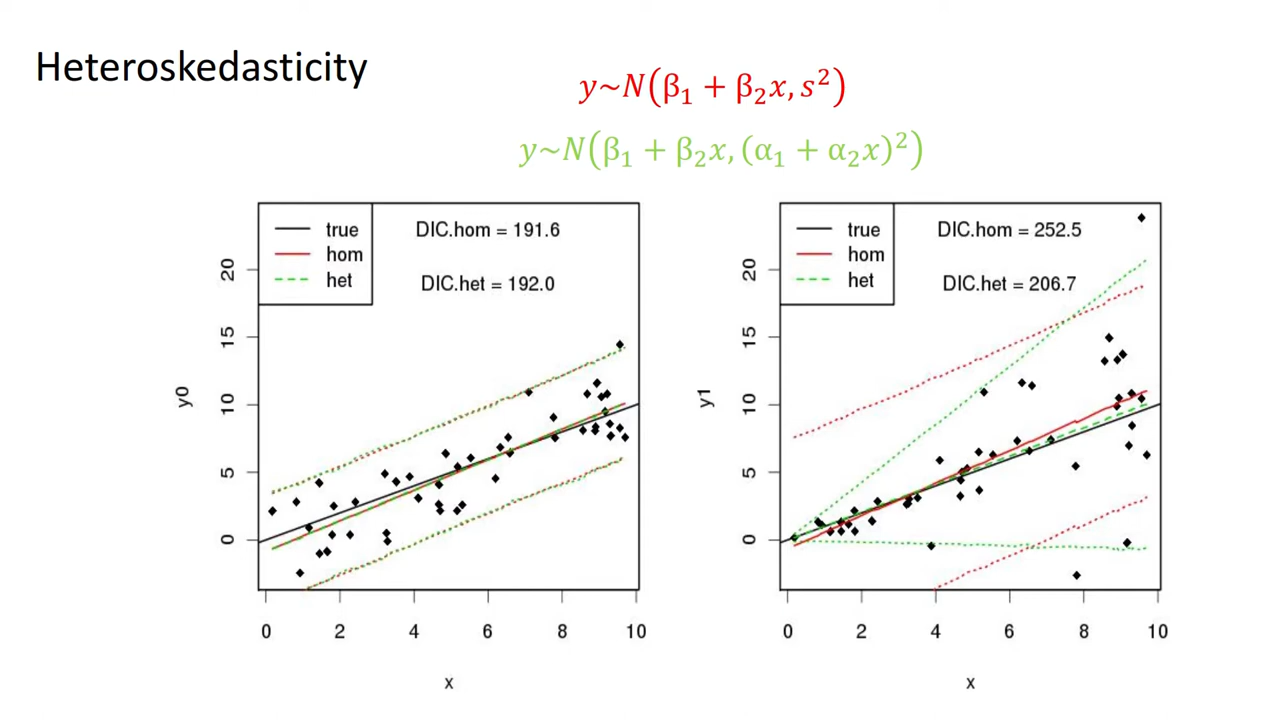 Heteroskedasticity
y~N(β₁ + β₂x, s²)
y~N(β₁ + β₂x, (α₁ + α₂x)²)
true
hom
het
DIC.hom = 191.6
DIC.het = 192.0
y0
20
15
10
5
0
0 2 4 6 8 10
x
true
hom
het
DIC.hom = 252.5
DIC.het = 206.7
y1
20
15
10
5
0
0 2 4 6 8 10
x